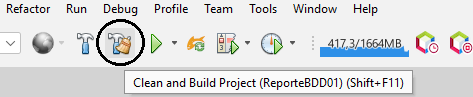 Refactor Run Debug Profile Team Tools Window Help
417,3/1664MB
Clean and Build Project (ReporteBDD01) (Shift+F11)